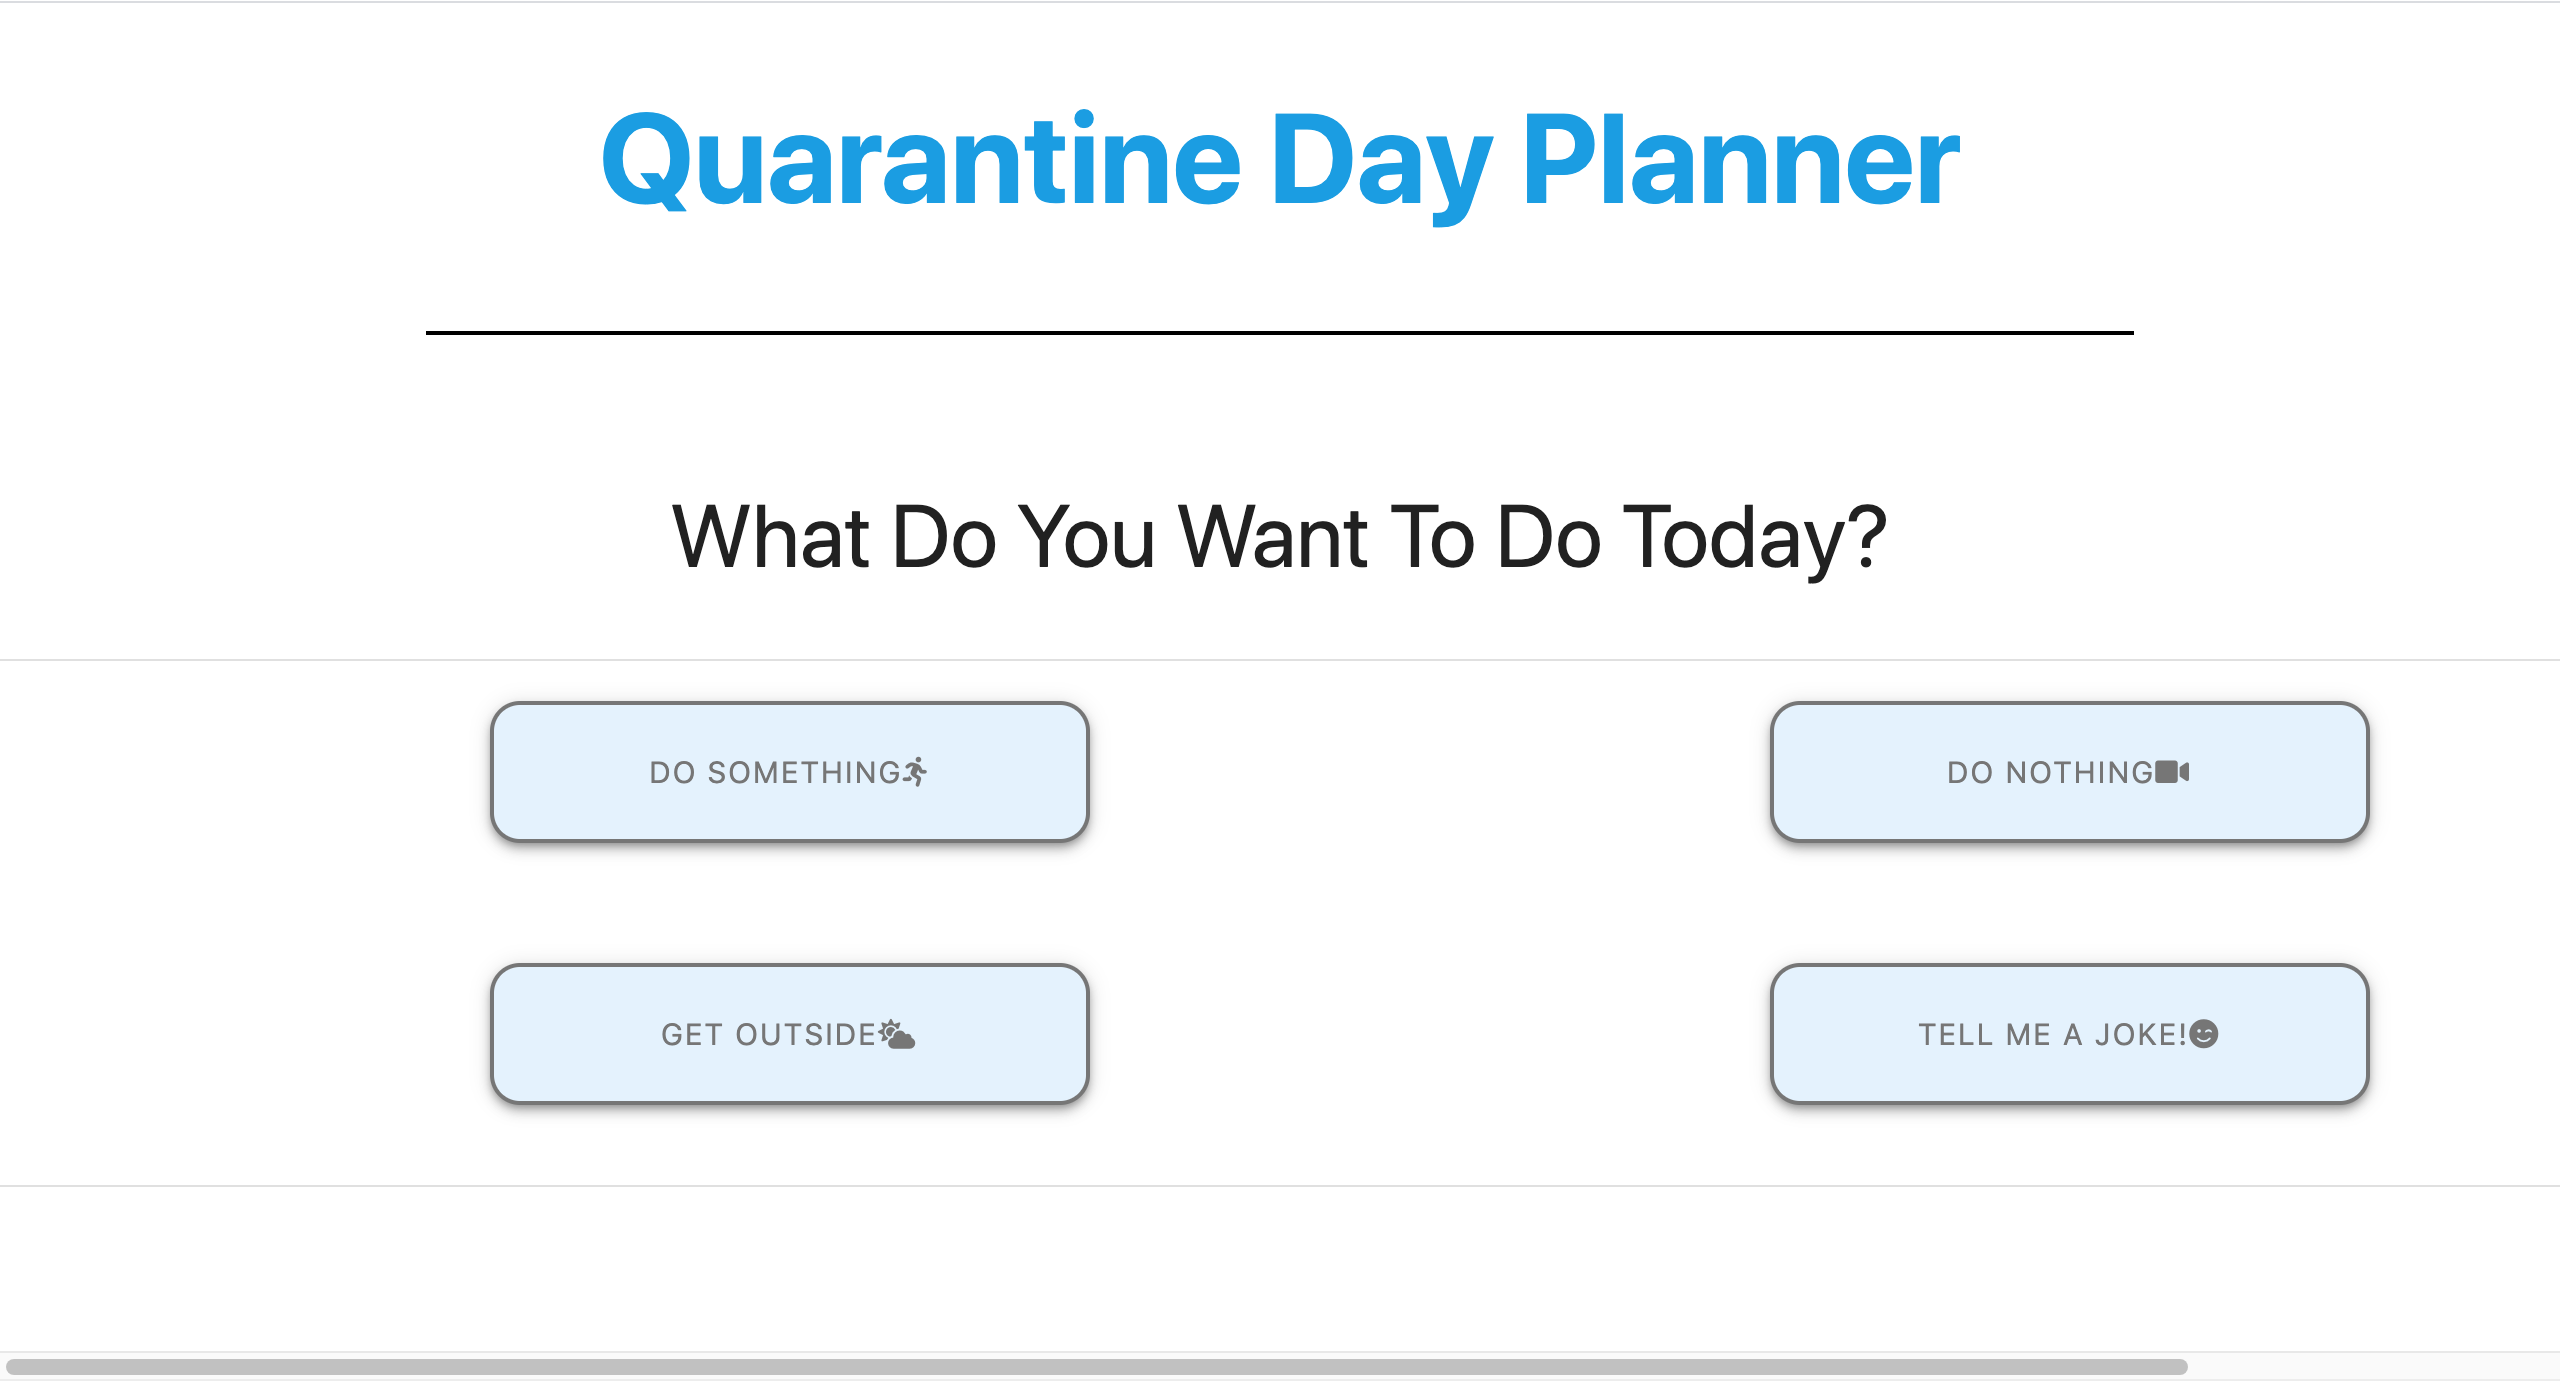 Quarantine Day Planner
What Do You Want To Do Today?
DO SOMETHING
DO NOTHING
GET OUTSIDE
TELL ME A JOKE!